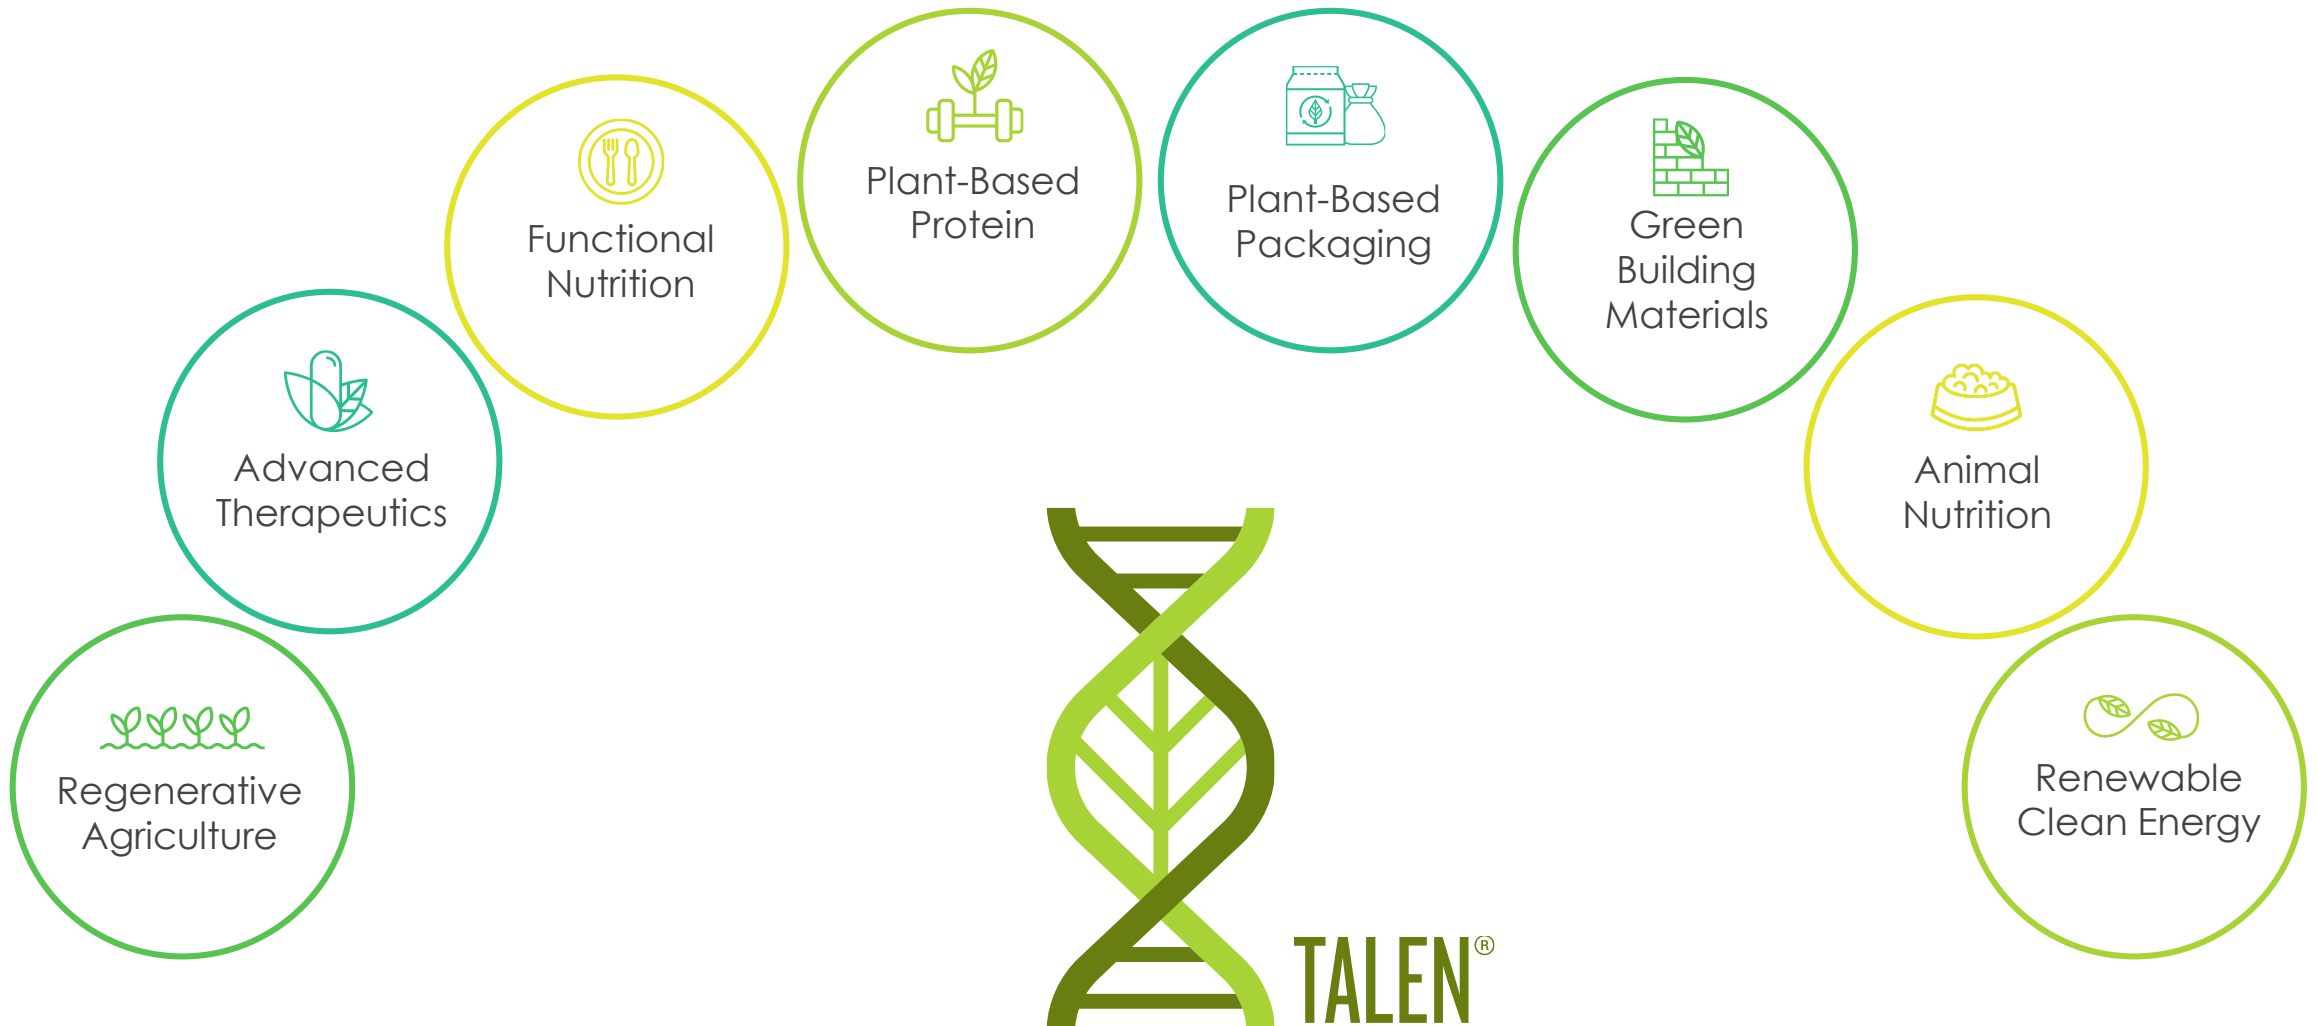 Regenerative
Agriculture
Advanced
Therapeutics
Functional
Nutrition
Plant-Based
Protein
Plant-Based
Packaging
Green
Building
Materials
Animal
Nutrition
Renewable
Clean Energy
TALEN®